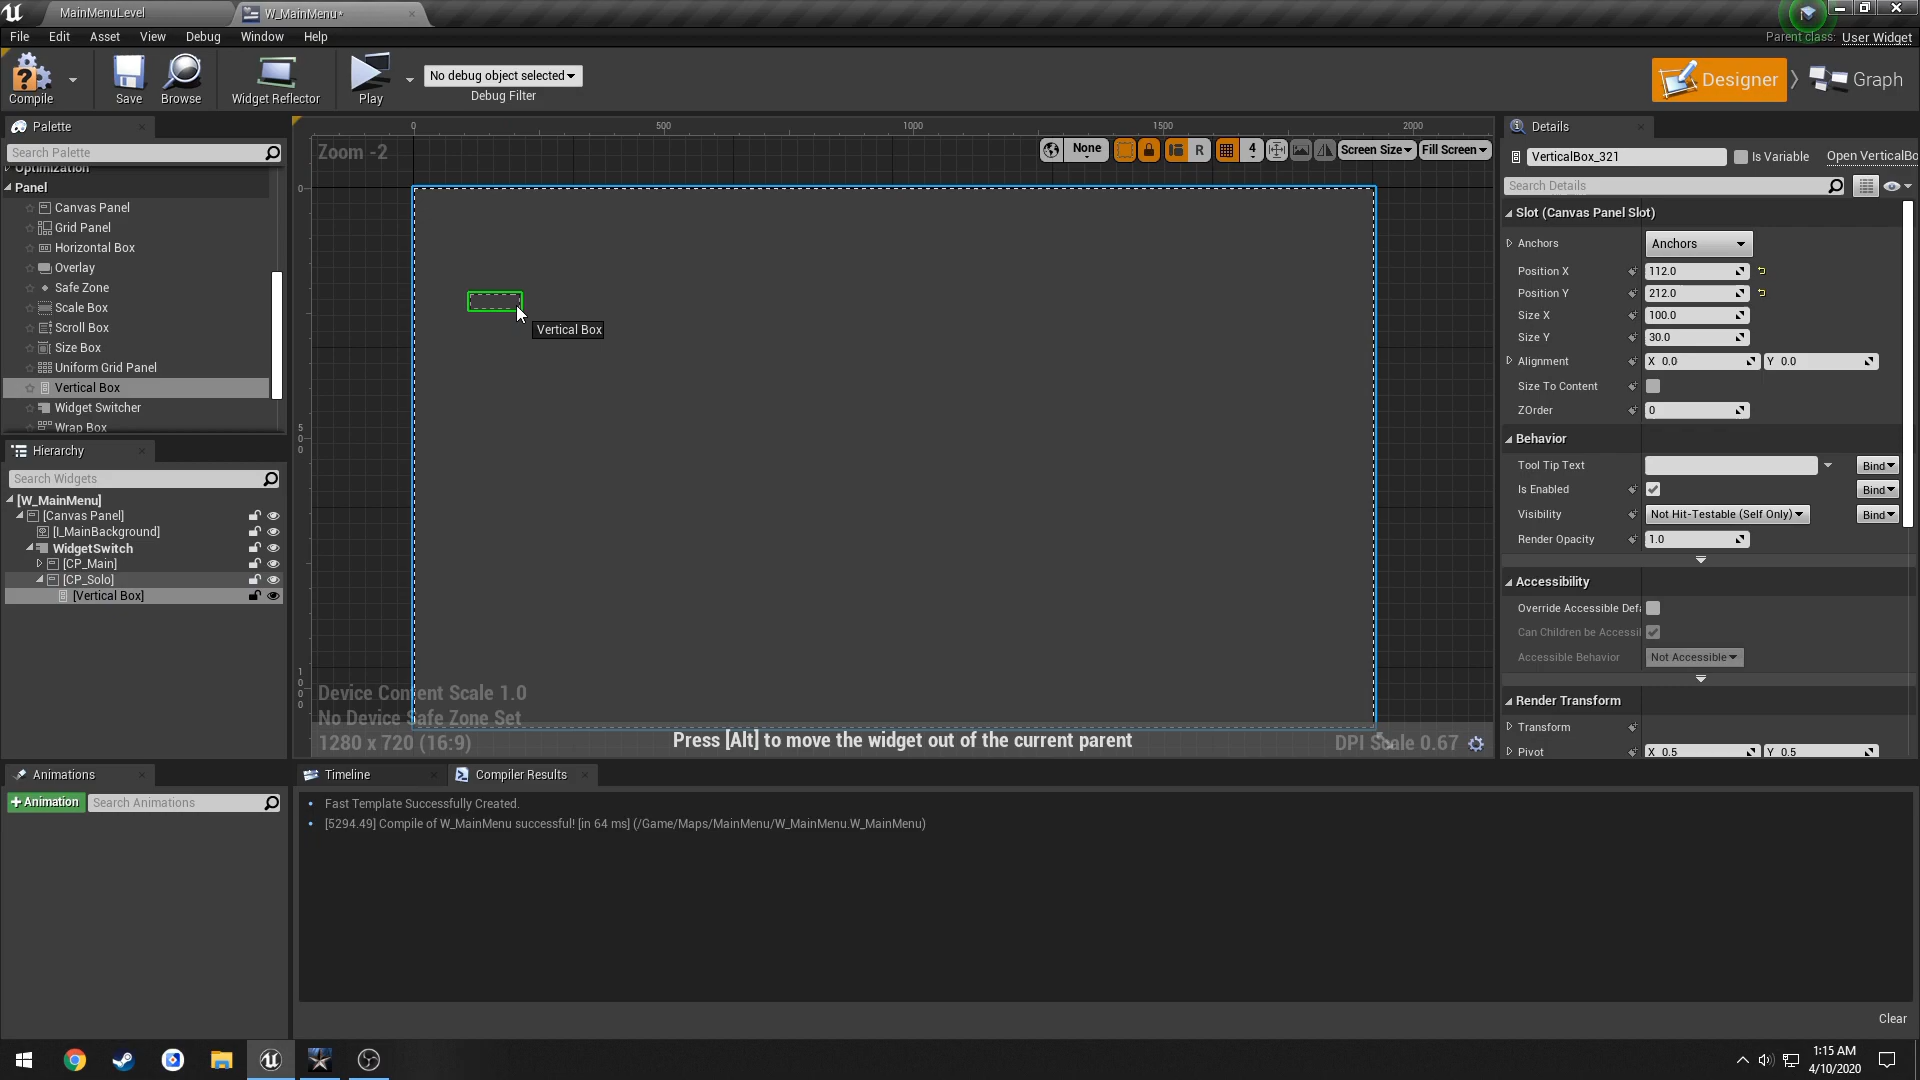 MainMenuLevel
W_MainMenu*
File Edit Asset View Debug Window Help
Parent class: User Widget
Compile
Save
Browse
Widget Reflector
Play
No debug object selected
Debug Filter
Designer
Graph
Palette
Search Palette
Optimization
Panel
Canvas Panel
Grid Panel
Horizontal Box
Overlay
Safe Zone
Scale Box
Scroll Box
Size Box
Uniform Grid Panel
Vertical Box
Widget Switcher
Wrap Box
Hierarchy
Search Widgets
[W_MainMenu]
[Canvas Panel]
[I_MainBackground]
WidgetSwitch
[CP_Main]
[CP_Solo]
[Vertical Box]
Animations
+ Animation
Search Animations
0 500 1000 1500 2000
Zoom -2
None
R
4
Screen Size
Fill Screen
0
500
1000
Vertical Box
Device Content Scale 1.0
No Device Safe Zone Set
1280 x 720 (16:9)
Press [Alt] to move the widget out of the current parent
DPI Scale 0.67
Details
VerticalBox_321
Is Variable
Open VerticalBo
Search Details
Slot (Canvas Panel Slot)
Anchors Anchors
Position X 112.0
Position Y 212.0
Size X 100.0
Size Y 30.0
Alignment X 0.0 Y 0.0
Size To Content
ZOrder 0
Behavior
Tool Tip Text Bind
Is Enabled Bind
Visibility Not Hit-Testable (Self Only) Bind
Render Opacity 1.0
Accessibility
Override Accessible Defa
Can Children be Accessil
Accessible Behavior Not Accessible
Render Transform
Transform
Pivot X 0.5 Y 0.5
Timeline
Compiler Results
Fast Template Successfully Created.
[5294.49] Compile of W_MainMenu successful! [in 64 ms] (/Game/Maps/MainMenu/W_MainMenu.W_MainMenu)
Clear
1:15 AM
4/10/2020